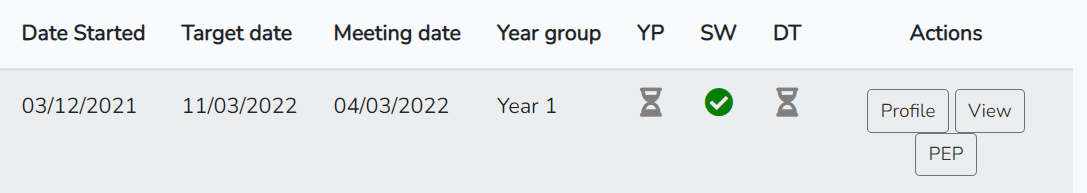 Date Started Target date Meeting date Year group YP SW DT Actions
03/12/2021 11/03/2022 04/03/2022 Year 1 Profile View
PEP